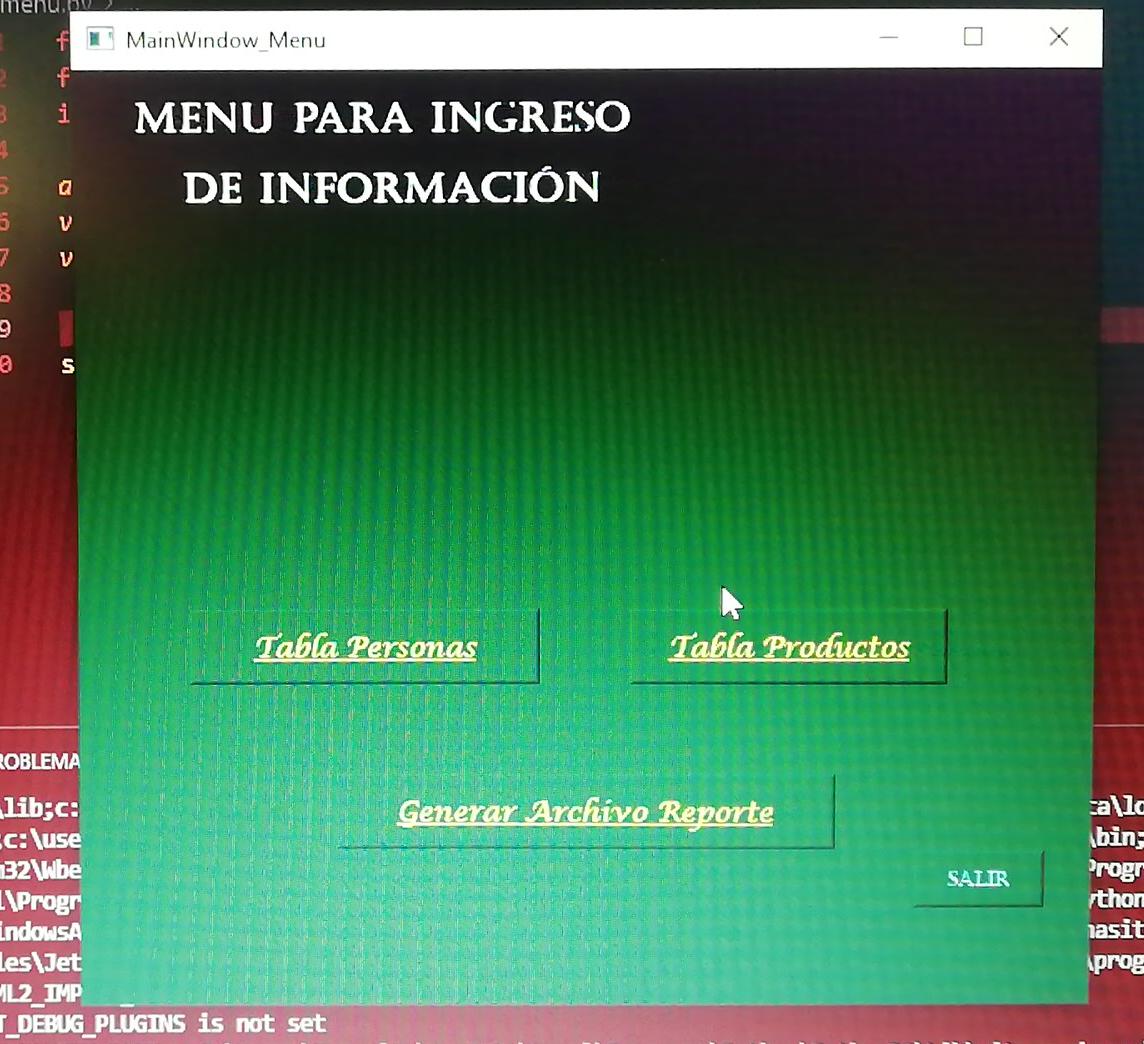 menu.py 2
MainWindow_Menu
1 f
2 f
3 i
4
5 a
6 v
7 v
8
9
0 s
MENU PARA INGRESO
DE INFORMACIÓN
Tabla Personas
Tabla Productos
Generar Archivo Reporte
SALIR
ROBLEMA
\lib;c:
;c:\use
m32\Wbe
l\Progr
indowsA
les\Jet
ML2_IMP
T_DEBUG_PLUGINS is not set
ta\lo
\bin;
Progr
ython
masit
\prog